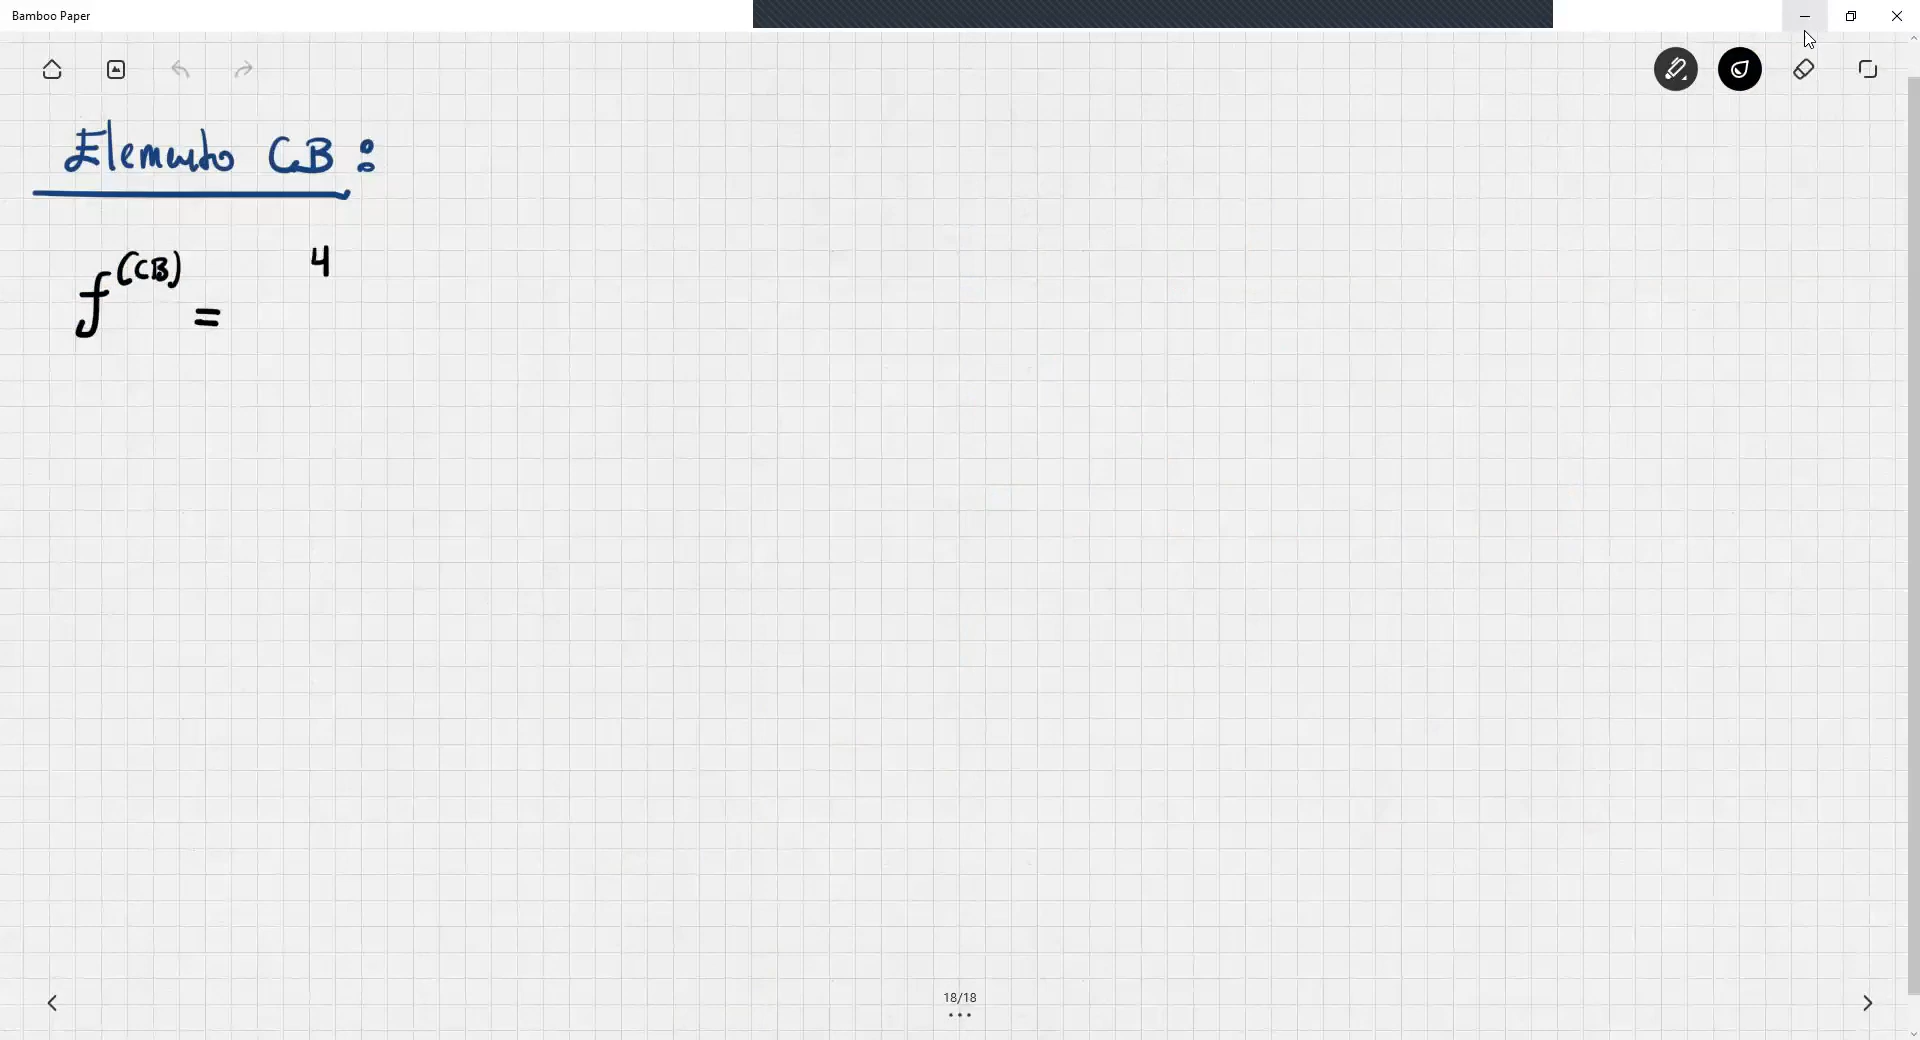 Bamboo Paper
Elemento CB:
4
f^(CB) =
18/18